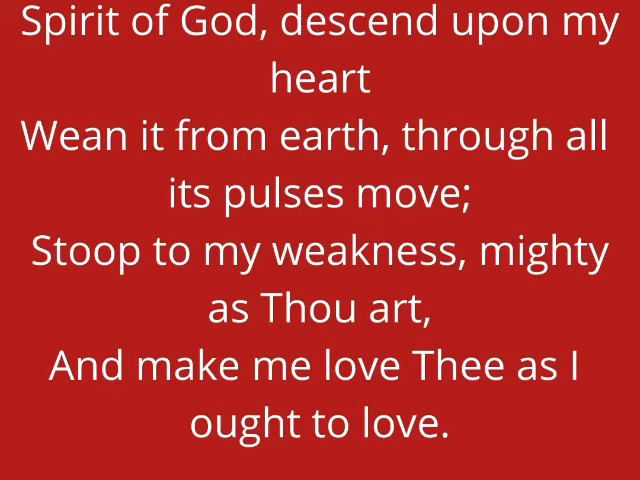 Spirit of God, descend upon my
heart
Wean it from earth, through all
its pulses move;
Stoop to my weakness, mighty
as Thou art,
And make me love Thee as I
ought to love.